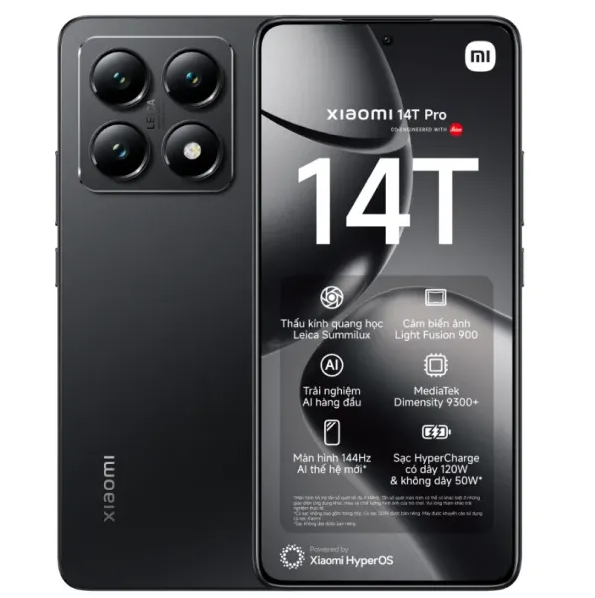 LEICA
xiaomi
mi
xiaomi 14T Pro
CO-ENGINEERED WITH Leica
14T
Thấu kính quang học
Leica Summilux
Cảm biến ảnh
Light Fusion 900
AI
Trải nghiệm
AI hàng đầu
MediaTek
Dimensity 9300+
Màn hình 144Hz
AI thế hệ mới*
Sạc HyperCharge
có dây 120W
& không dây 50W*
Powered by
Xiaomi HyperOS